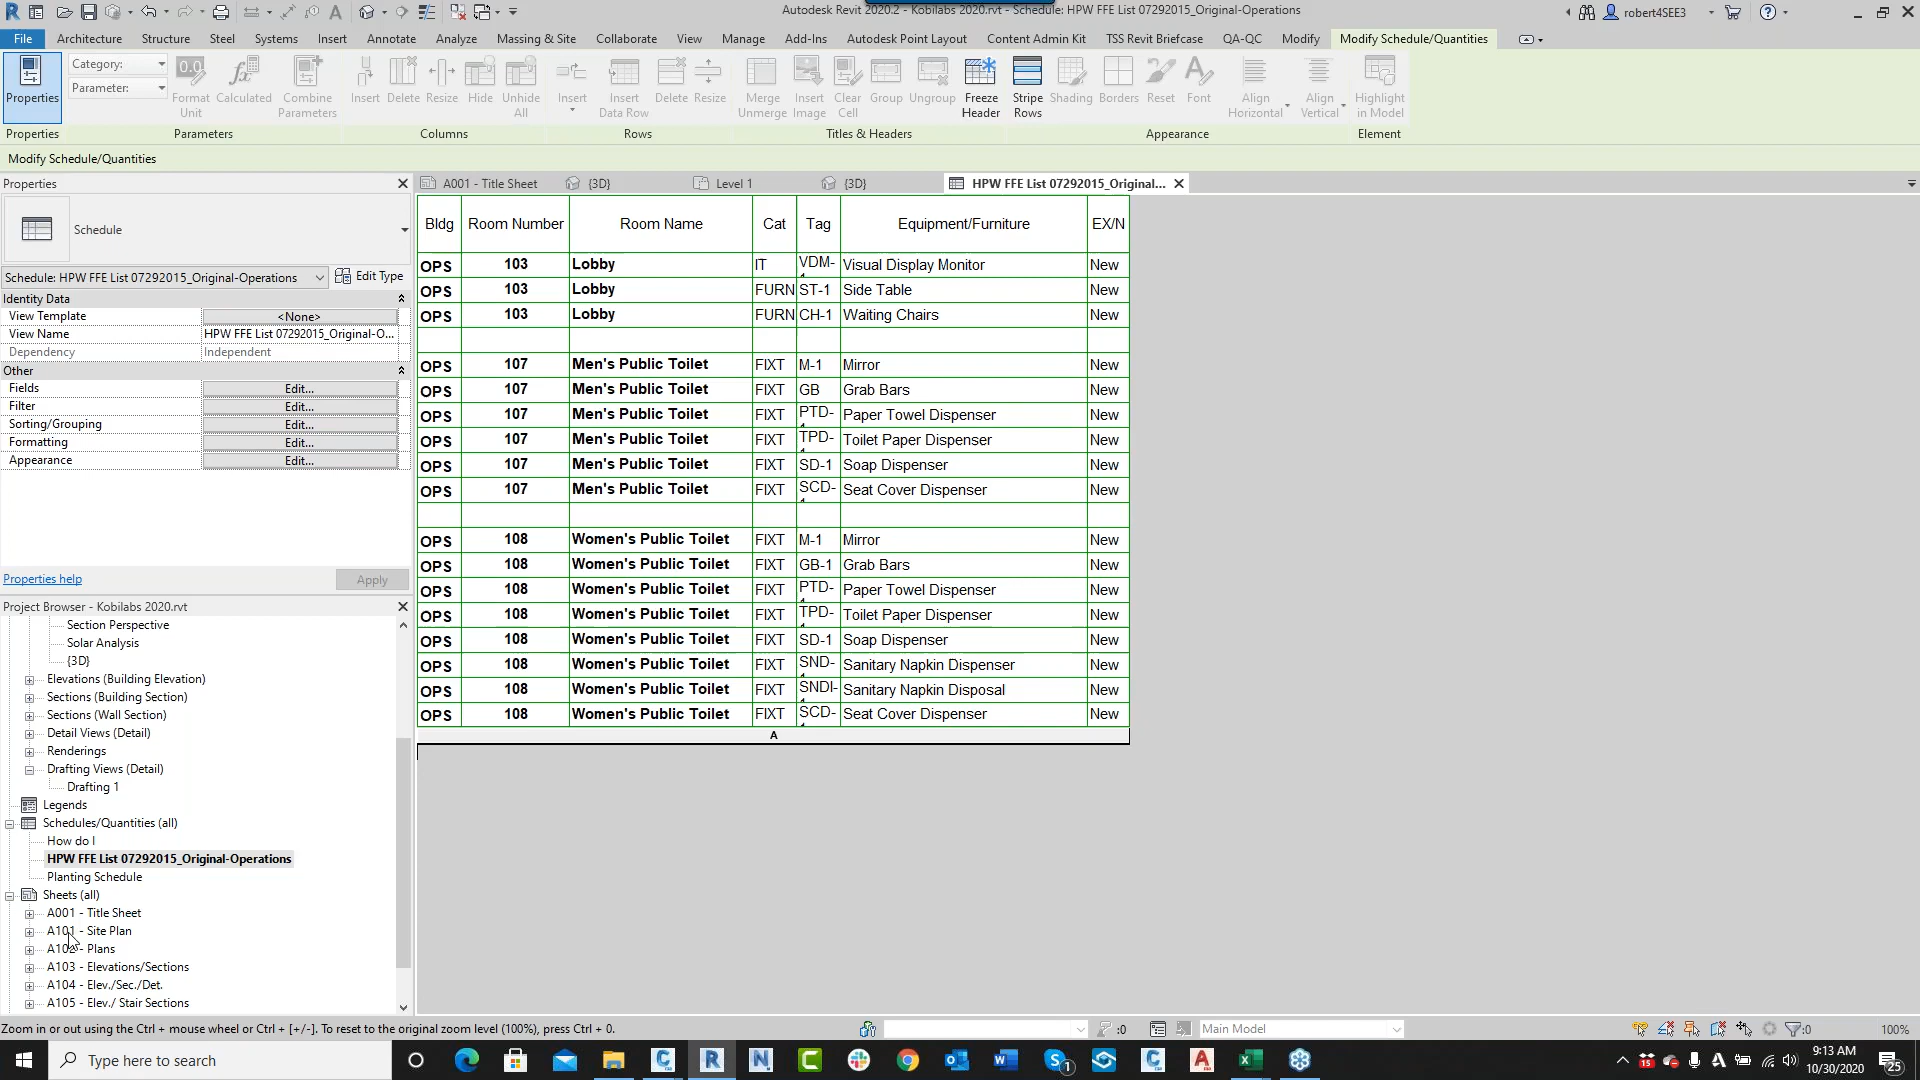 Autodesk Revit 2020.2 - Kobilabs 2020.rvt - Schedule: HPW FFE List 07292015_Original-Operations
robert4SEE3
File Architecture Structure Steel Systems Insert Annotate Analyze Massing & Site Collaborate View Manage Add-Ins Autodesk Point Layout Content Admin Kit TSS Revit Briefcase QA-QC Modify Modify Schedule/Quantities
Properties
Category:
Parameter:
Format Unit
Calculated
Combine Parameters
Insert Delete Resize Hide Unhide All
Insert
Insert Data Row
Delete Resize
Merge Unmerge
Insert Image
Clear Cell
Group Ungroup
Freeze Header
Stripe Rows
Shading Borders Reset Font
Align Horizontal
Align Vertical
Highlight in Model
Properties Parameters Columns Rows Titles & Headers Appearance Element
Modify Schedule/Quantities
Properties
A001 - Title Sheet {3D} Level 1 {3D} HPW FFE List 07292015_Original...
Schedule
Schedule: HPW FFE List 07292015_Original-Operations Edit Type
Identity Data
View Template <None>
View Name HPW FFE List 07292015_Original-O...
Dependency Independent
Other
Fields Edit...
Filter Edit...
Sorting/Grouping Edit...
Formatting Edit...
Appearance Edit...
Properties help Apply
Bldg Room Number Room Name Cat Tag Equipment/Furniture EX/N
OPS 103 Lobby IT VDM- Visual Display Monitor New
OPS 103 Lobby FURN ST-1 Side Table New
OPS 103 Lobby FURN CH-1 Waiting Chairs New
OPS 107 Men's Public Toilet FIXT M-1 Mirror New
OPS 107 Men's Public Toilet FIXT GB Grab Bars New
OPS 107 Men's Public Toilet FIXT PTD- Paper Towel Dispenser New
OPS 107 Men's Public Toilet FIXT TPD- Toilet Paper Dispenser New
OPS 107 Men's Public Toilet FIXT SD-1 Soap Dispenser New
OPS 107 Men's Public Toilet FIXT SCD- Seat Cover Dispenser New
OPS 108 Women's Public Toilet FIXT M-1 Mirror New
OPS 108 Women's Public Toilet FIXT GB-1 Grab Bars New
OPS 108 Women's Public Toilet FIXT PTD- Paper Towel Dispenser New
OPS 108 Women's Public Toilet FIXT TPD- Toilet Paper Dispenser New
OPS 108 Women's Public Toilet FIXT SD-1 Soap Dispenser New
OPS 108 Women's Public Toilet FIXT SND- Sanitary Napkin Dispenser New
OPS 108 Women's Public Toilet FIXT SNDI- Sanitary Napkin Disposal New
OPS 108 Women's Public Toilet FIXT SCD- Seat Cover Dispenser New
A
Project Browser - Kobilabs 2020.rvt
Section Perspective
Solar Analysis
{3D}
Elevations (Building Elevation)
Sections (Building Section)
Sections (Wall Section)
Detail Views (Detail)
Renderings
Drafting Views (Detail)
Drafting 1
Legends
Schedules/Quantities (all)
How do I
HPW FFE List 07292015_Original-Operations
Planting Schedule
Sheets (all)
A001 - Title Sheet
A101 - Site Plan
A102 - Plans
A103 - Elevations/Sections
A104 - Elev./Sec./Det.
A105 - Elev./ Stair Sections
Zoom in or out using the Ctrl + mouse wheel or Ctrl + [+/-]. To reset to the original zoom level (100%), press Ctrl + 0.
:0 Main Model :0 100%
Type here to search
9:13 AM
10/30/2020
25